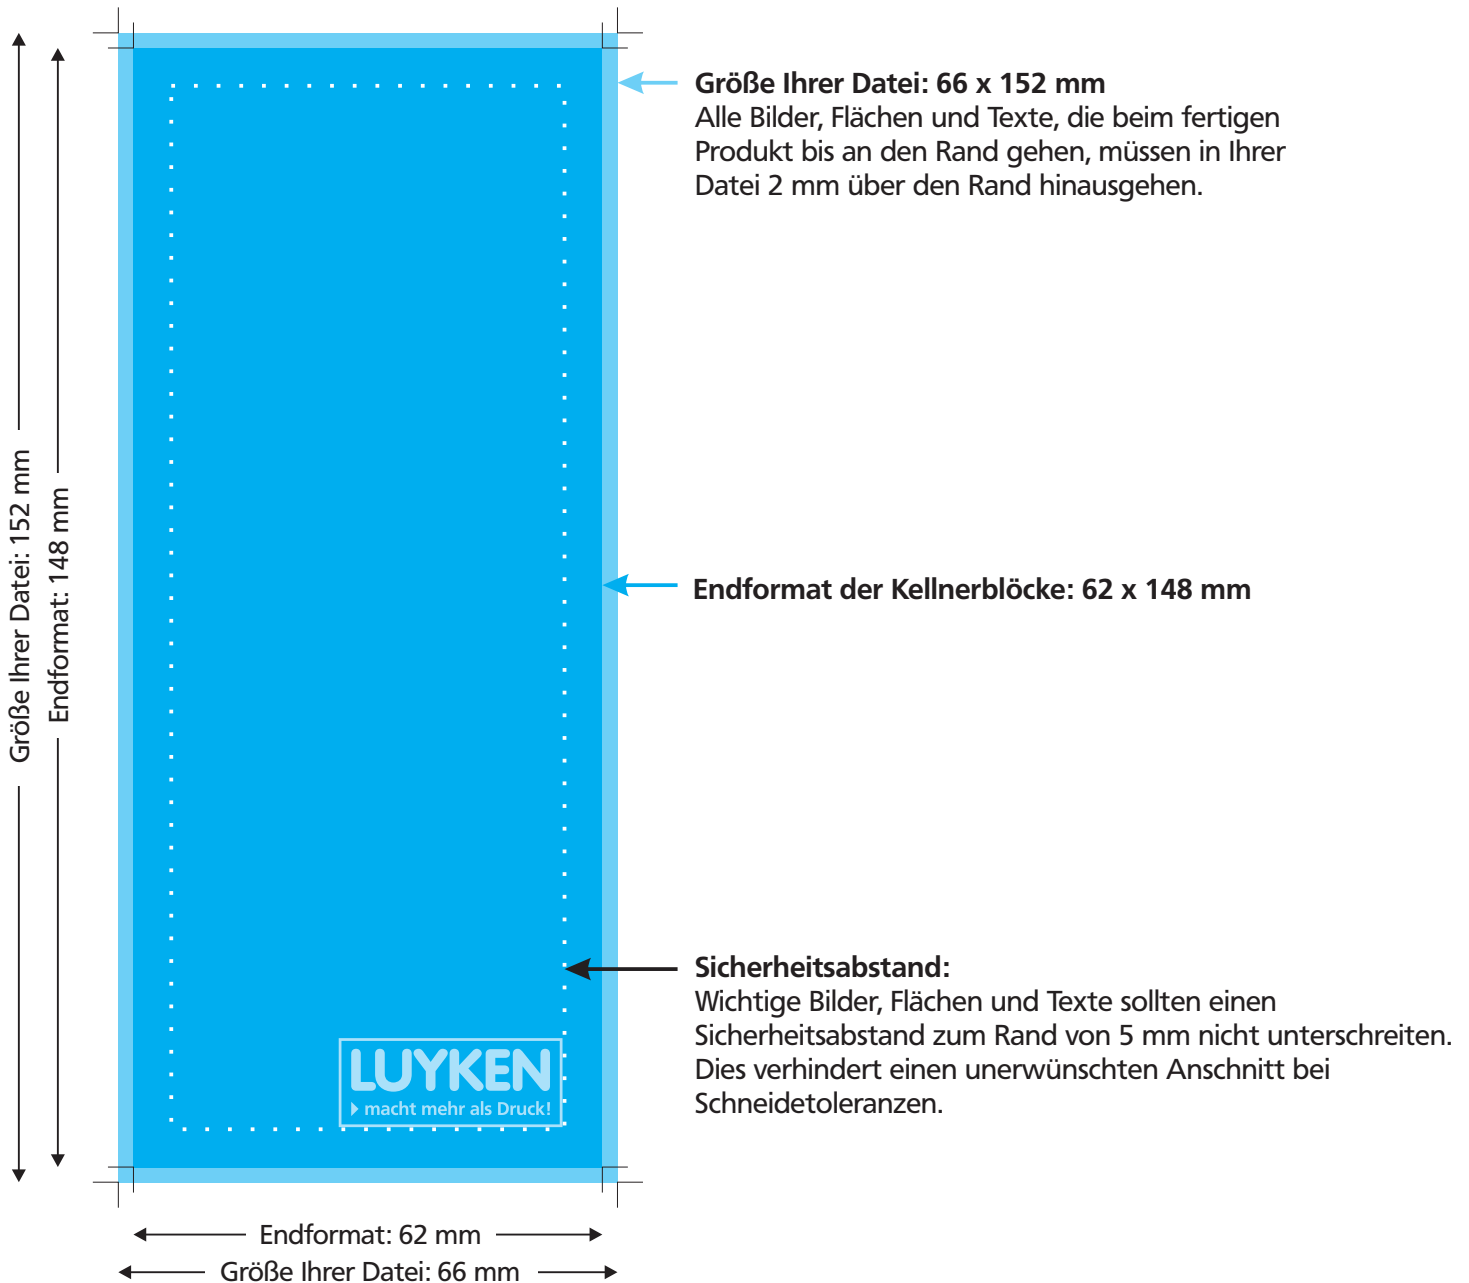 Größe Ihrer Datei: 66 x 152 mm
Alle Bilder, Flächen und Texte, die beim fertigen
Produkt bis an den Rand gehen, müssen in Ihrer
Datei 2 mm über den Rand hinausgehen.
Größe Ihrer Datei: 152 mm
Endformat: 148 mm
Endformat der Kellnerblöcke: 62 x 148 mm
Sicherheitsabstand:
Wichtige Bilder, Flächen und Texte sollten einen
Sicherheitsabstand zum Rand von 5 mm nicht unterschreiten.
Dies verhindert einen unerwünschten Anschnitt bei
Schneidetoleranzen.
LUYKEN
macht mehr als Druck!
Endformat: 62 mm
Größe Ihrer Datei: 66 mm